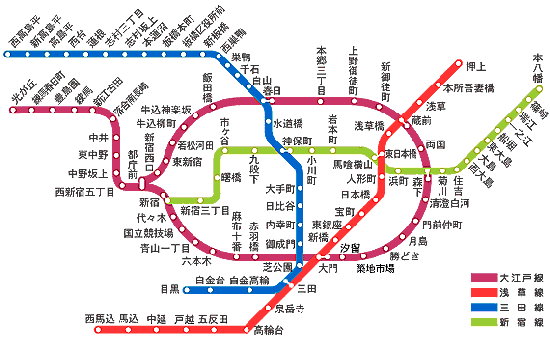 西高島平
新高島平
高島平
西台
蓮根
志村三丁目
志村坂上
本蓮沼
板橋本町
板橋区役所前
新板橋
西巣鴨
巣鴨
千石
白山
春日
水道橋
神保町
大手町
日比谷
内幸町
御成門
芝公園
三田
白金高輪
白金台
目黒
光が丘
練馬春日町
豊島園
練馬
新江古田
落合南長崎
中井
東中野
中野坂上
西新宿五丁目
都庁前
新宿西口
東新宿
若松河田
牛込柳町
牛込神楽坂
飯田橋
本郷三丁目
上野御徒町
新御徒町
蔵前
両国
森下
清澄白河
門前仲町
月島
勝どき
築地市場
汐留
大門
赤羽橋
麻布十番
六本木
青山一丁目
国立競技場
代々木
新宿
新宿三丁目
曙橋
市ヶ谷
九段下
小川町
岩本町
馬喰横山
浜町
菊川
住吉
西大島
大島
東大島
船堀
一之江
瑞江
篠崎
本八幡
押上
本所吾妻橋
浅草
浅草橋
東日本橋
人形町
日本橋
宝町
東銀座
新橋
泉岳寺
高輪台
五反田
戸越
中延
馬込
西馬込
大江戸線
浅草線
三田線
新宿線